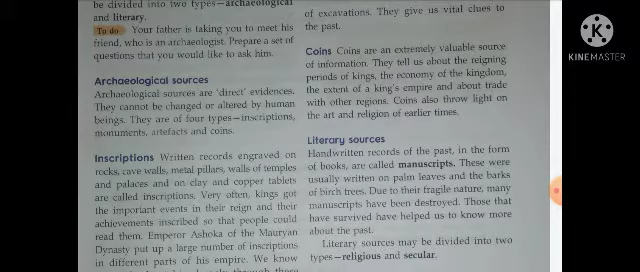 be divided into two types—archaeological
and literary.
To do Your father is taking you to meet his
friend, who is an archaeologist. Prepare a set of
questions that you would like to ask him.
Archaeological sources
Archaeological sources are 'direct' evidences.
They cannot be changed or altered by human
beings. They are of four types—inscriptions,
monuments, artefacts and coins.
Inscriptions Written records engraved on
rocks, cave walls, metal pillars, walls of temples
and palaces and on clay and copper tablets
are called inscriptions. Very often, kings got
the important events in their reign and their
achievements inscribed so that people could
read them. Emperor Ashoka of the Mauryan
Dynasty put up a large number of inscriptions
in different parts of his empire. We know
of excavations. They give us vital clues to
the past.
Coins Coins are an extremely valuable source
of information. They tell us about the reigning
periods of kings, the economy of the kingdom,
the extent of a king's empire and about trade
with other regions. Coins also throw light on
the art and religion of earlier times.
Literary sources
Handwritten records of the past, in the form
of books, are called manuscripts. These were
usually written on palm leaves and the barks
of birch trees. Due to their fragile nature, many
manuscripts have been destroyed. Those that
have survived have helped us to know more
about the past.
Literary sources may be divided into two
types—religious and secular.
KINEMASTER